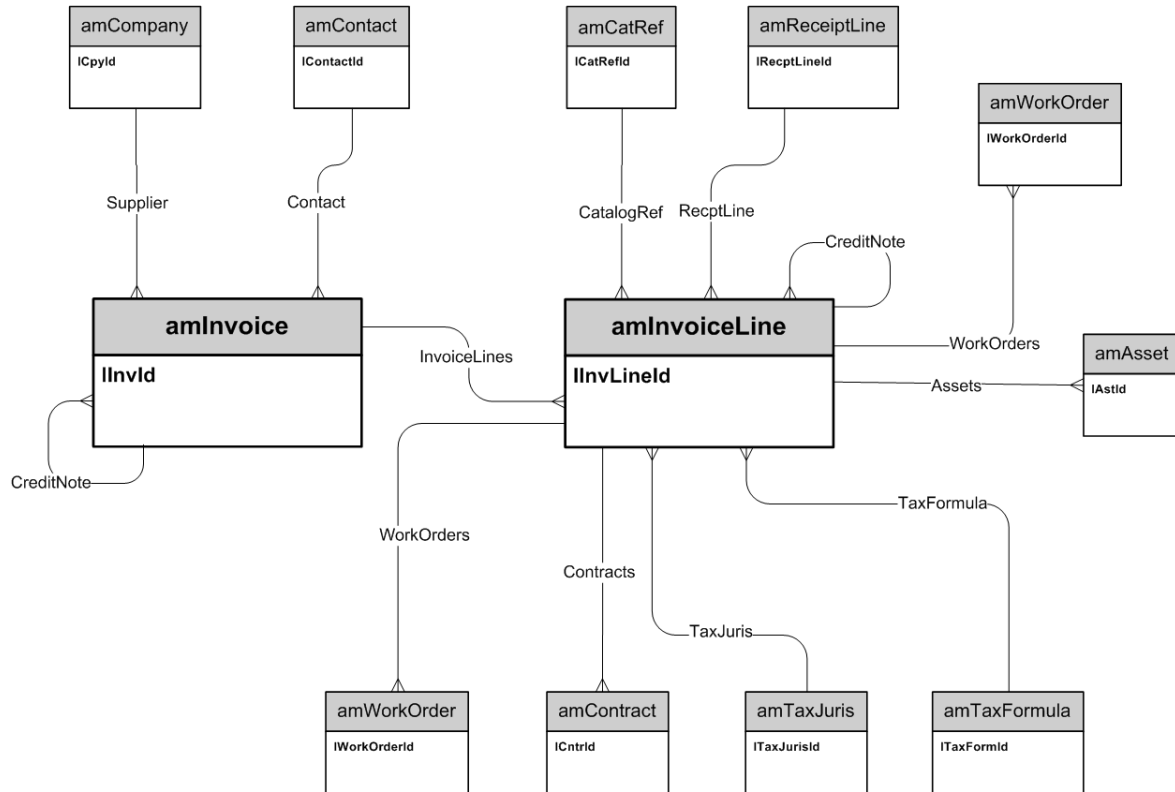 amCompany
lCpyId
amContact
lContactId
amCatRef
lCatRefId
amReceiptLine
lRecptLineId
amWorkOrder
lWorkOrderId
Supplier
Contact
CatalogRef
RecptLine
CreditNote
amInvoice
lInvId
InvoiceLines
amInvoiceLine
lInvLineId
WorkOrders
Assets
amAsset
lAstId
CreditNote
WorkOrders
Contracts
TaxJuris
TaxFormula
amWorkOrder
lWorkOrderId
amContract
lCntrId
amTaxJuris
lTaxJurisId
amTaxFormula
lTaxFormId